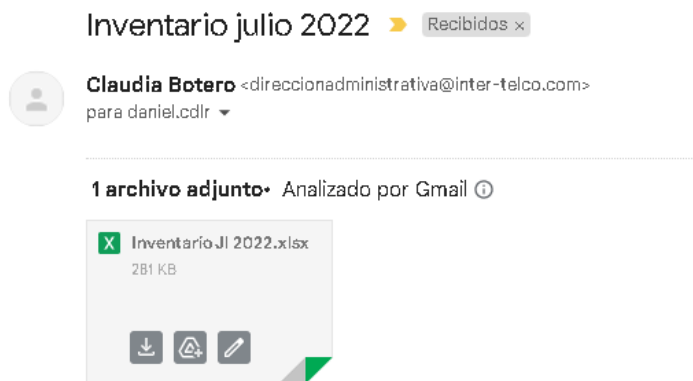 Inventario julio 2022 Recibidos ×
Claudia Botero <direccionadministrativa@inter-telco.com>
para daniel.cdlr
1 archivo adjunto• Analizado por Gmail
X Inventario JI 2022.xlsx
281 KB